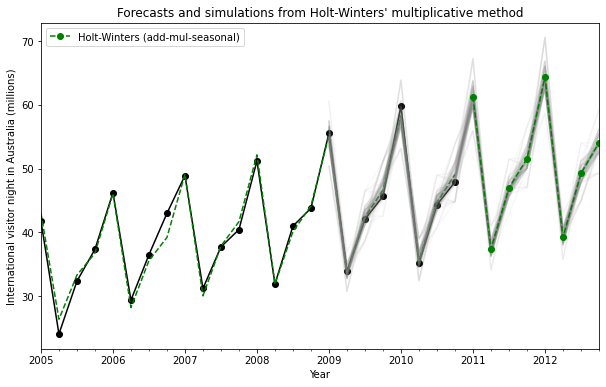 Forecasts and simulations from Holt-Winters' multiplicative method
Holt-Winters (add-mul-seasonal)
International visitor night in Australia (millions)
70
60
50
40
30
2005 2006 2007 2008 2009 2010 2011 2012
Year